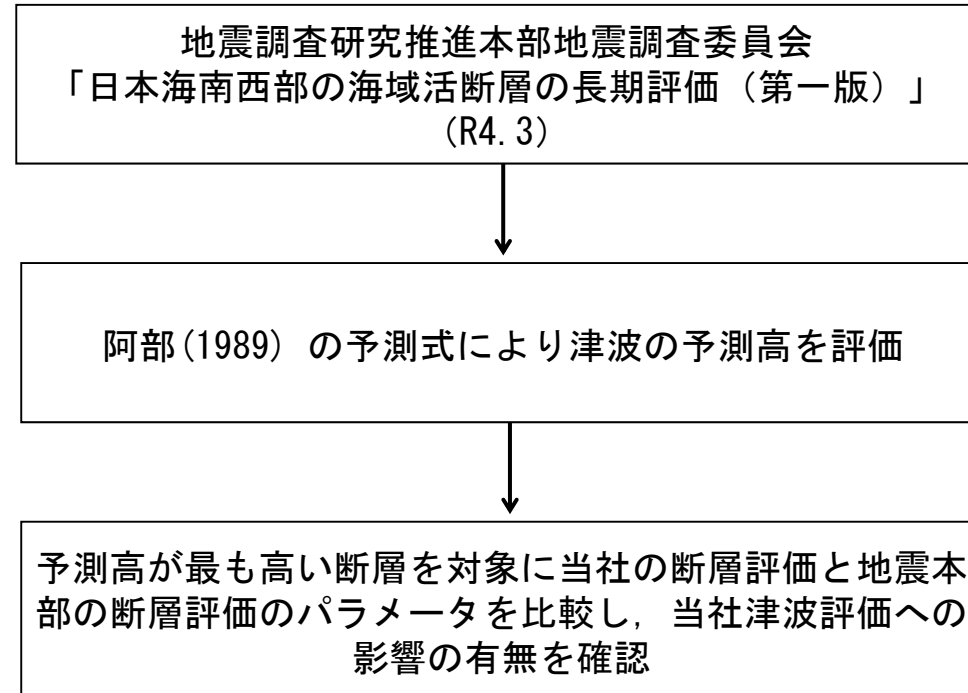 地震調査研究推進本部地震調査委員会
「日本海南西部の海域活断層の長期評価（第一版）」
(R4.3)
阿部(1989) の予測式により津波の予測高を評価
予測高が最も高い断層を対象に当社の断層評価と地震本
部の断層評価のパラメータを比較し，当社津波評価への
影響の有無を確認